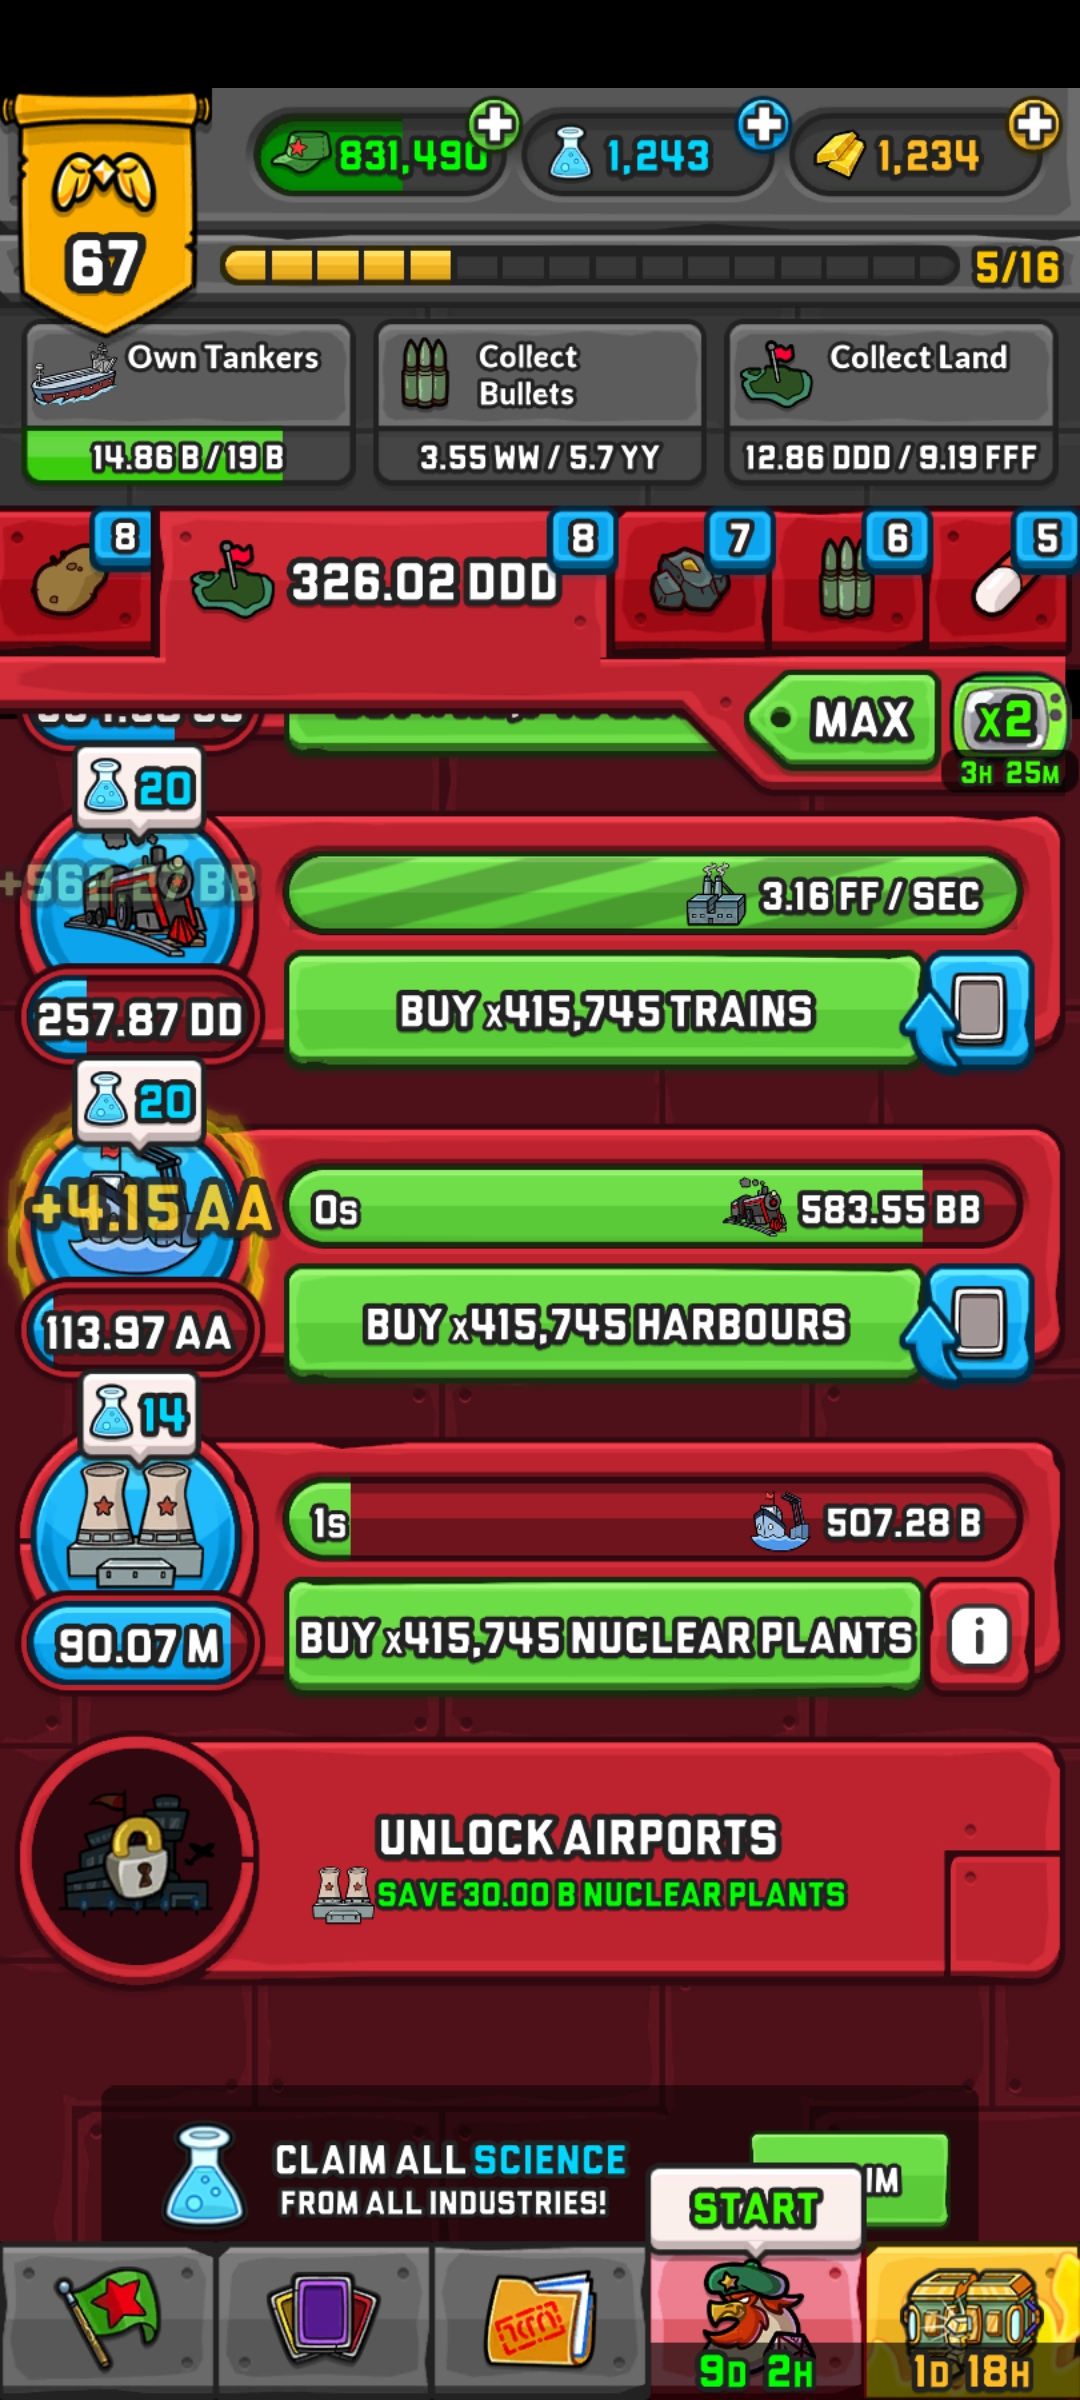 831,490
1,243
1,234
67
5/16
Own Tankers
14.86 B / 19 B
Collect
Bullets
3.55 WW / 5.7 YY
Collect Land
12.86 DDD / 9.19 FFF
8
326.02 DDD
8
7
6
5
MAX
x2
3H 25M
20
3.16 FF / SEC
257.87 DD
BUY x415,745 TRAINS
20
+4.15 AA
0s
583.55 BB
113.97 AA
BUY x415,745 HARBOURS
14
1s
507.28 B
90.07 M
BUY x415,745 NUCLEAR PLANTS
i
UNLOCK AIRPORTS
SAVE 30.00 B NUCLEAR PLANTS
CLAIM ALL SCIENCE
FROM ALL INDUSTRIES!
START
9D 2H
1D 18H